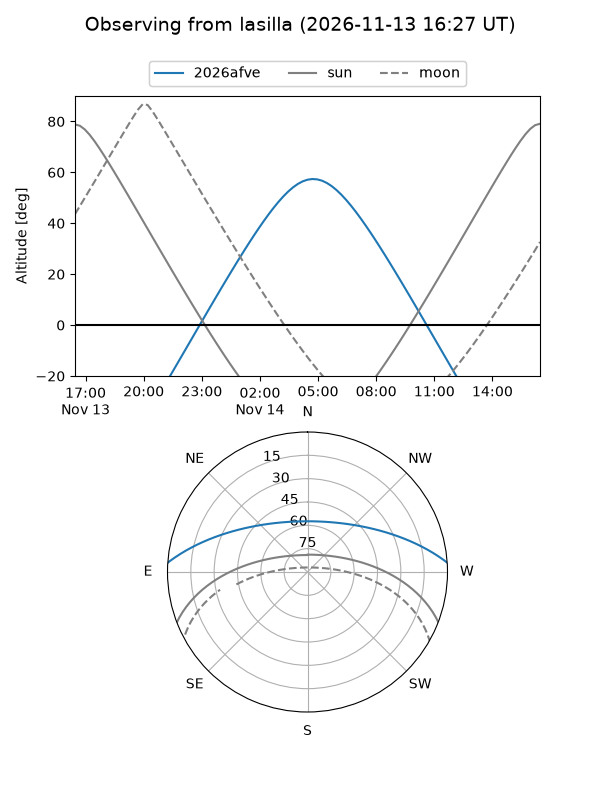 Observing from lasilla (2026-11-13 16:27 UT)
2026afve sun moon
Altitude [deg]
80
60
40
20
0
−20
17:00 20:00 23:00 02:00 05:00 08:00 11:00 14:00
Nov 13 Nov 14
N
NE NW
15
30
45
60
75
E W
SE SW
S